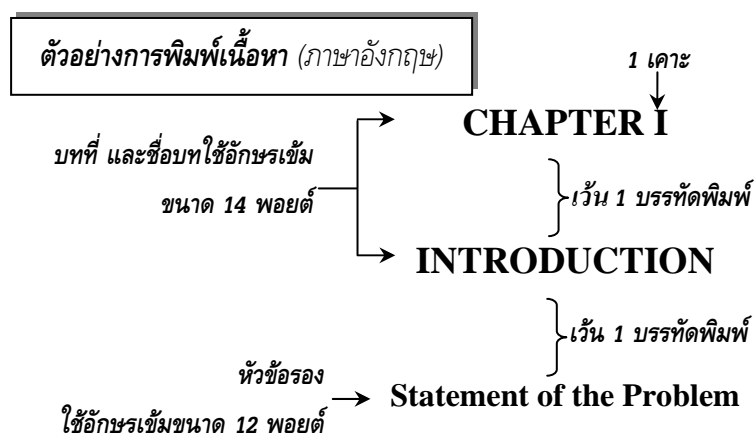 ตัวอย่างการพิมพ์เนื้อหา (ภาษาอังกฤษ)
1 เคาะ
CHAPTER I
บทที่ และชื่อบทใช้อักษรเข้ม
ขนาด 14 พอยต์
เว้น 1 บรรทัดพิมพ์
INTRODUCTION
เว้น 1 บรรทัดพิมพ์
หัวข้อรอง
ใช้อักษรเข้มขนาด 12 พอยต์
Statement of the Problem